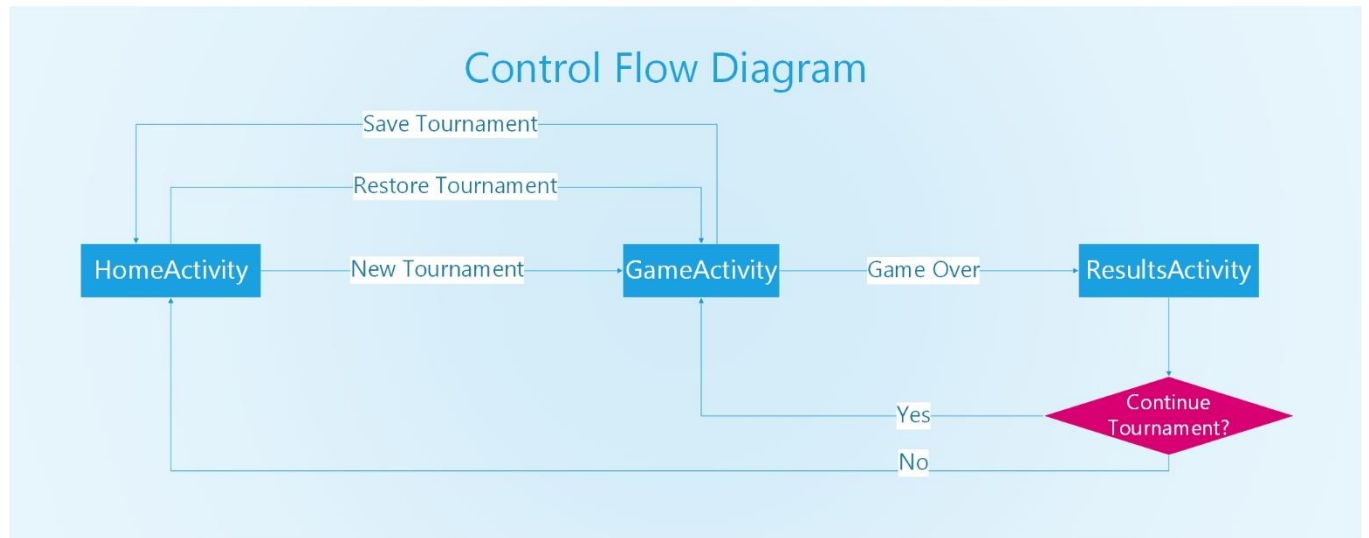 Control Flow Diagram
Save Tournament
Restore Tournament
HomeActivity
New Tournament
GameActivity
Game Over
ResultsActivity
Continue
Tournament?
Yes
No